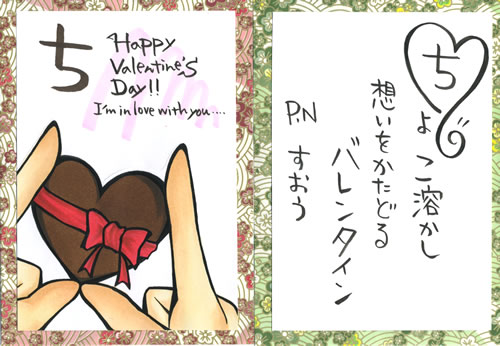 ち
Happy
Valentine's
Day!!
I'm in love with you....
ちょこ溶かし
想いをかたどる
バレンタイン
P.N すおう